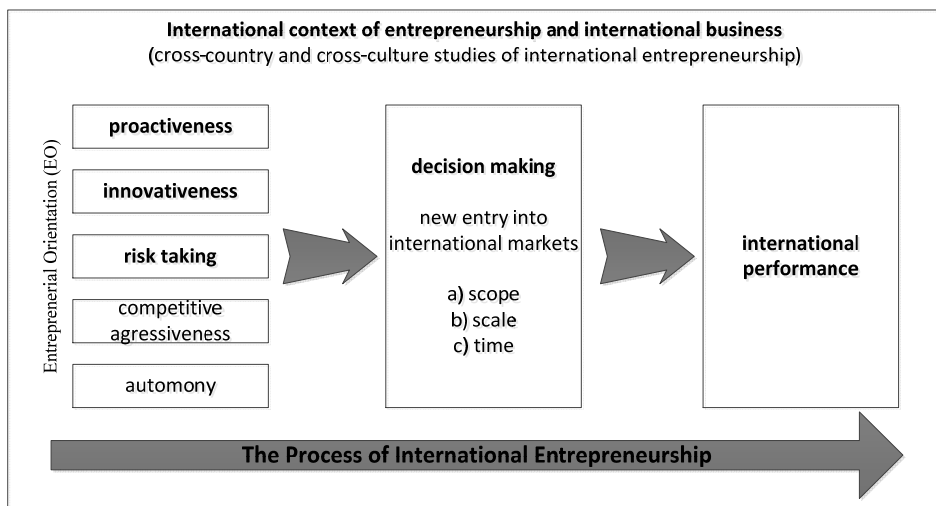 International context of entrepreneurship and international business
(cross-country and cross-culture studies of international entrepreneurship)
Entreprenerial Orientation (EO)
proactiveness
innovativeness
risk taking
competitive
agressiveness
automony
decision making
new entry into
international markets
a) scope
b) scale
c) time
international
performance
The Process of International Entrepreneurship